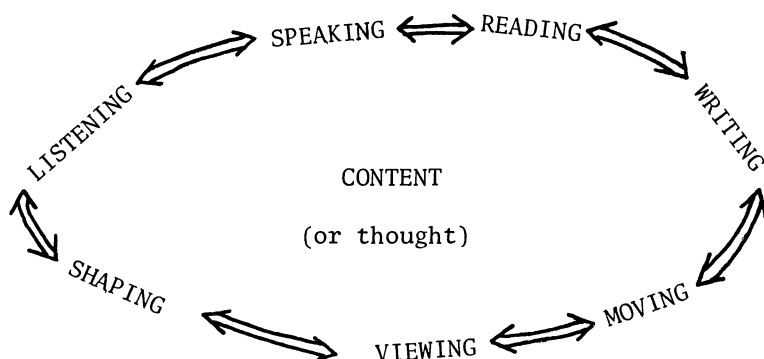 SPEAKING
READING
LISTENING
WRITING
CONTENT
(or thought)
SHAPING
MOVING
VIEWING